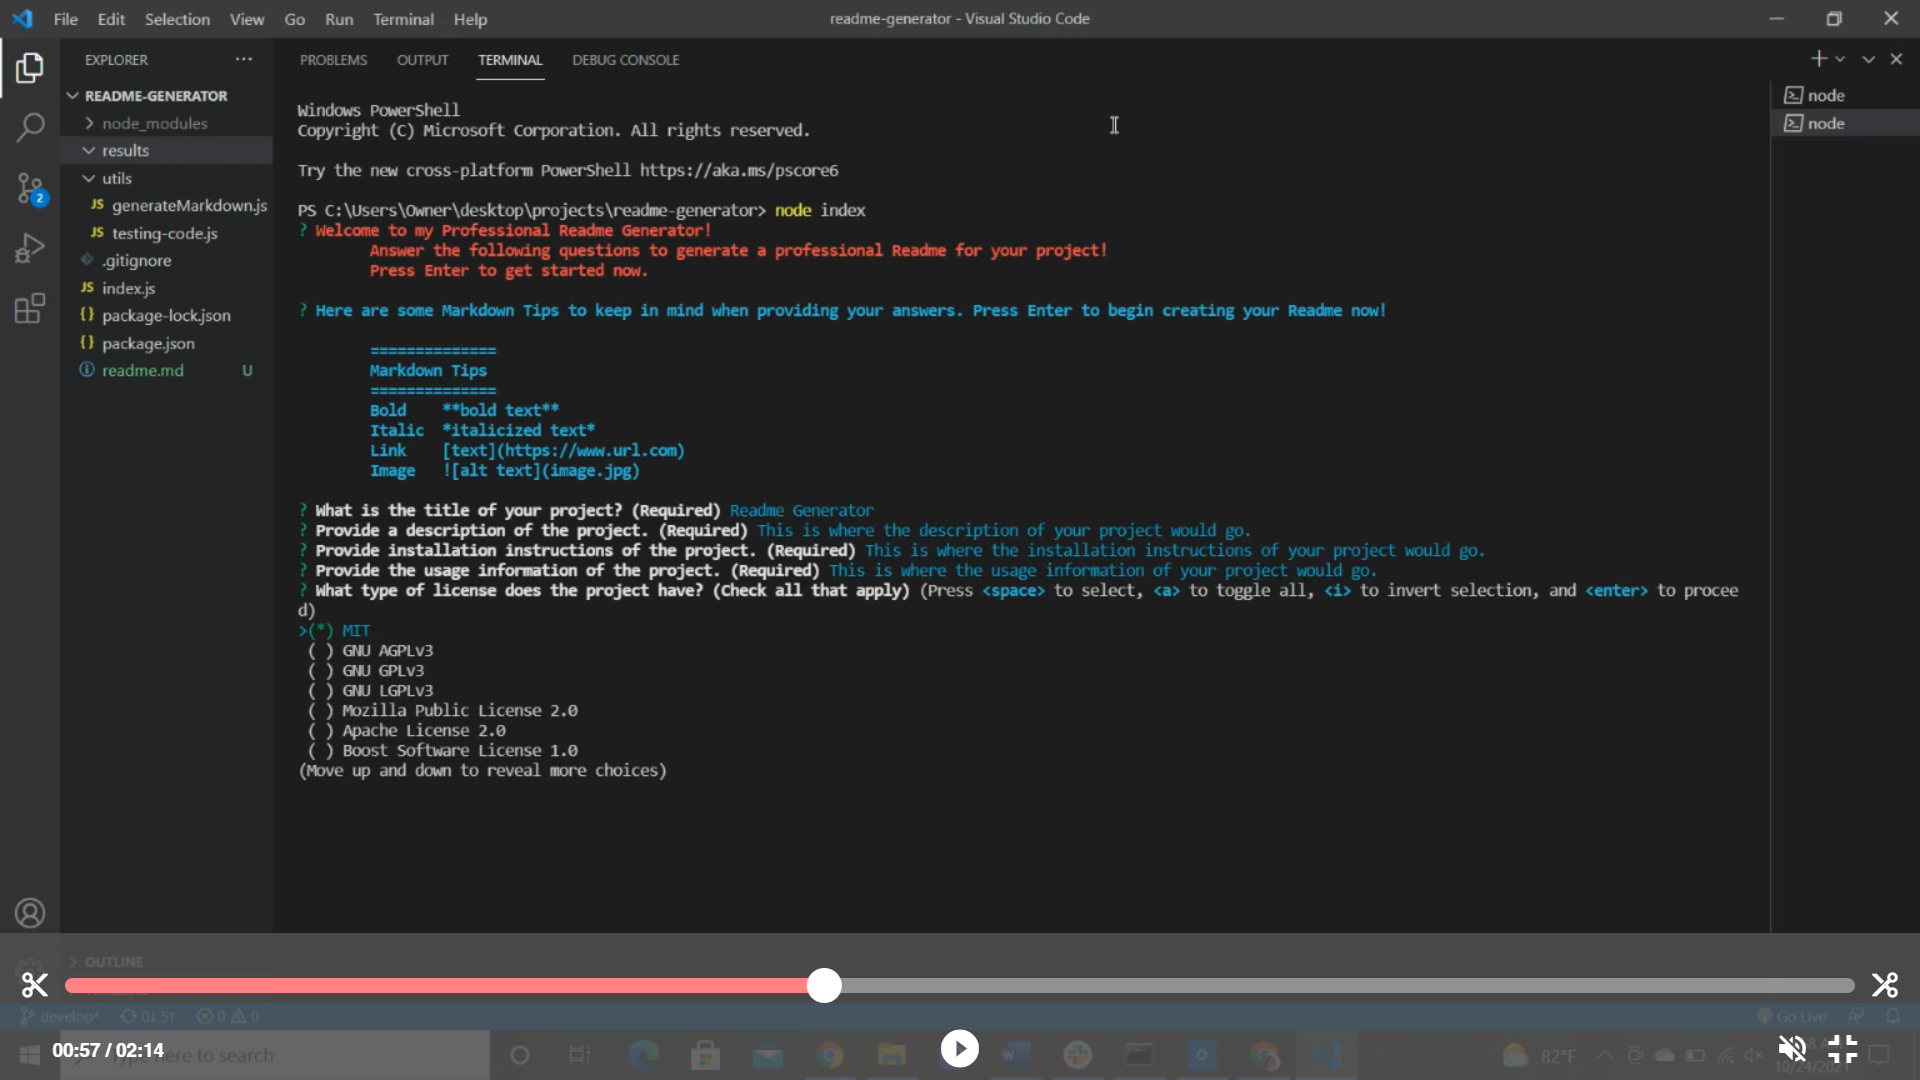 File Edit Selection View Go Run Terminal Help
readme-generator - Visual Studio Code
EXPLORER ...
PROBLEMS OUTPUT TERMINAL DEBUG CONSOLE
README-GENERATOR
node_modules
results
utils
JS generateMarkdown.js
JS testing-code.js
.gitignore
JS index.js
{} package-lock.json
{} package.json
readme.md U
2
Windows PowerShell
Copyright (C) Microsoft Corporation. All rights reserved.
Try the new cross-platform PowerShell https://aka.ms/pscore6
PS C:\Users\Owner\desktop\projects\readme-generator> node index
? Welcome to my Professional Readme Generator!
Answer the following questions to generate a professional Readme for your project!
Press Enter to get started now.
? Here are some Markdown Tips to keep in mind when providing your answers. Press Enter to begin creating your Readme now!
==============
Markdown Tips
==============
Bold **bold text**
Italic *italicized text*
Link [text](https://www.url.com)
Image ![alt text](image.jpg)
? What is the title of your project? (Required) Readme Generator
? Provide a description of the project. (Required) This is where the description of your project would go.
? Provide installation instructions of the project. (Required) This is where the installation instructions of your project would go.
? Provide the usage information of the project. (Required) This is where the usage information of your project would go.
? What type of license does the project have? (Check all that apply) (Press <space> to select, <a> to toggle all, <i> to invert selection, and <enter> to procee
d)
>(*) MIT
( ) GNU AGPLv3
( ) GNU GPLv3
( ) GNU LGPLv3
( ) Mozilla Public License 2.0
( ) Apache License 2.0
( ) Boost Software License 1.0
(Move up and down to reveal more choices)
node
node
OUTLINE
develop* 0↓ 5↑ 0 0
Go Live
00:57 / 02:14
here to search
82°F